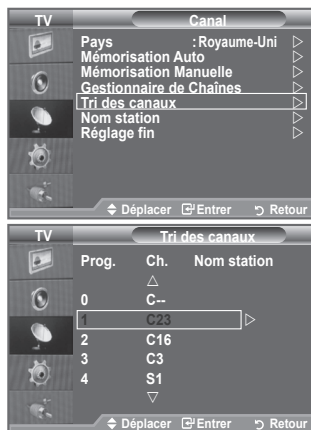 TV Canal
Pays : Royaume-Uni
Mémorisation Auto
Mémorisation Manuelle
Gestionnaire de Chaînes
Tri des canaux
Nom station
Réglage fin
Déplacer Entrer Retour
TV Tri des canaux
Prog. Ch. Nom station
0 C--
1 C23
2 C16
3 C3
4 S1
Déplacer Entrer Retour